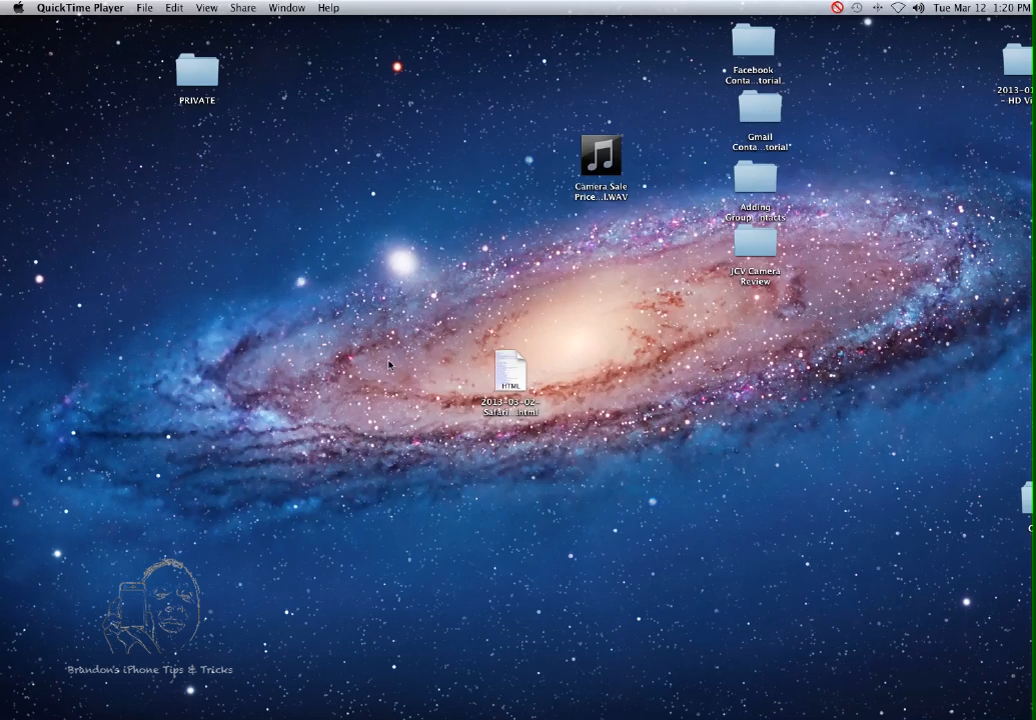 QuickTime Player File Edit View Share Window Help Tue Mar 12 1:20 PM
PRIVATE
Facebook
Conta...torial
2013-01
- HD Vi
Gmail
Conta...torial"
Camera Sale
Price...l.WAV
Adding
Group...ntacts
JCV Camera
Review
HTML
2013-03-02-
Safari....html
Brandon's iPhone Tips & Tricks